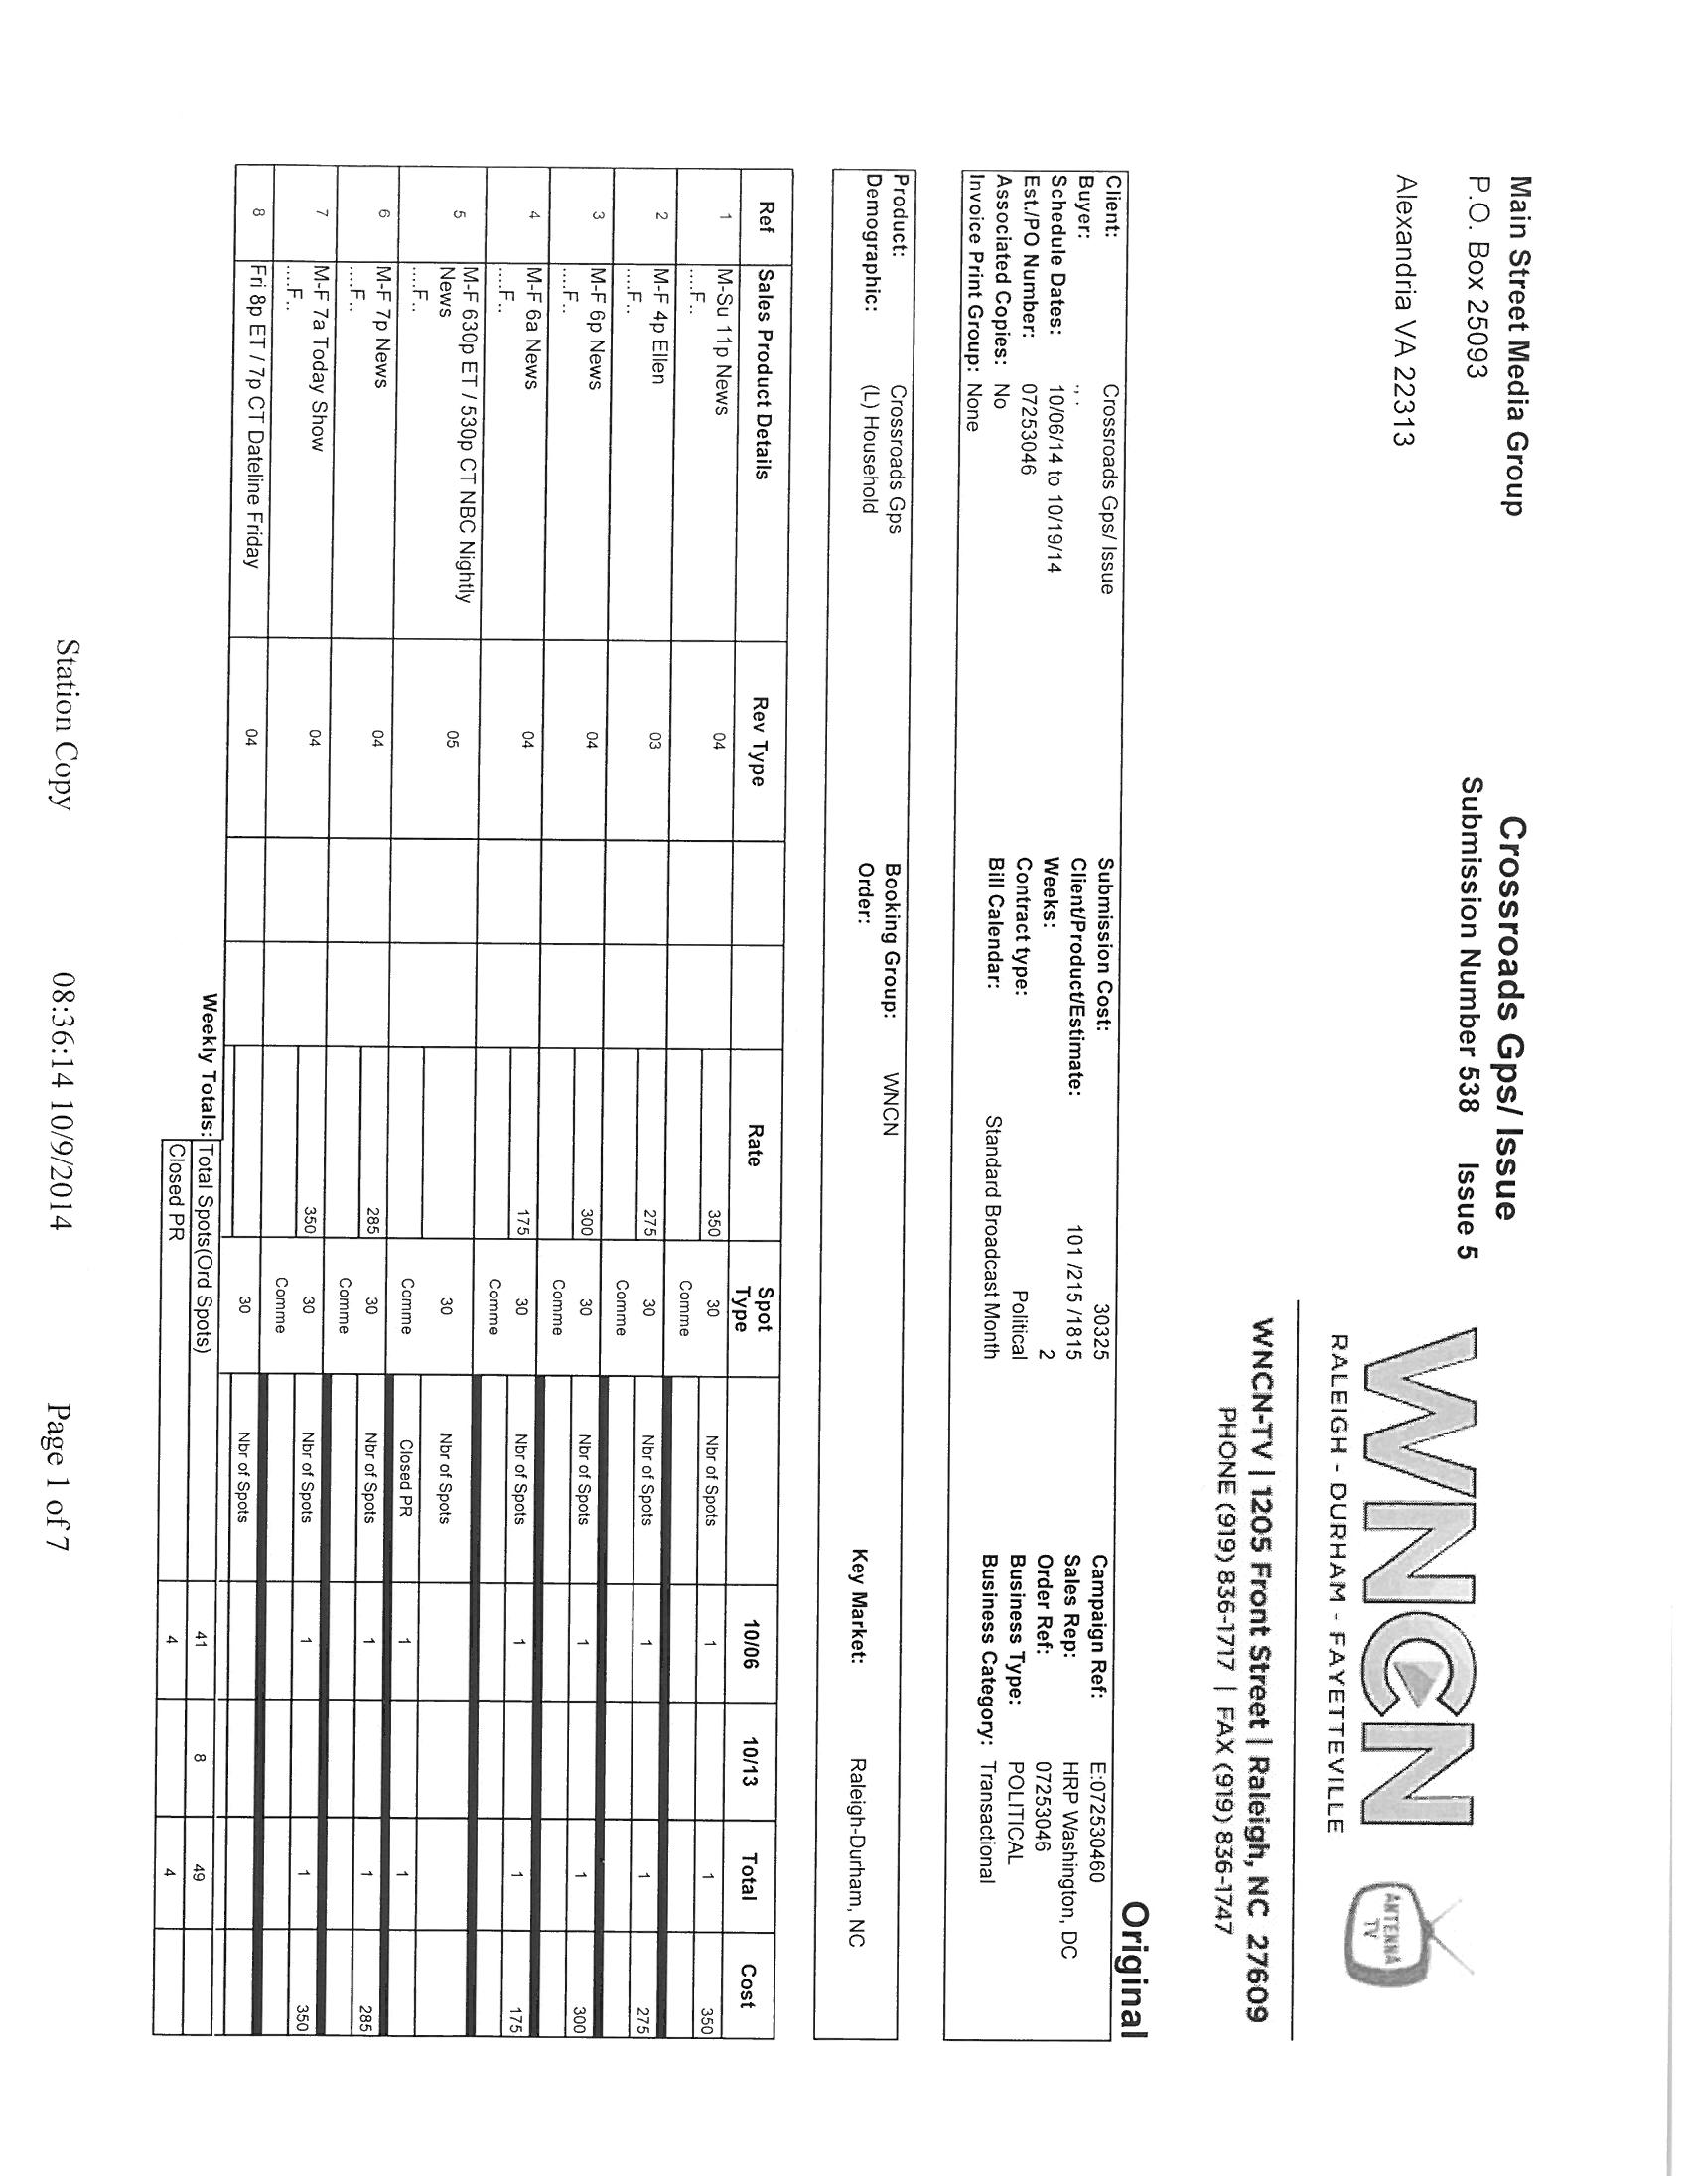 Main Street Media Group
P.O. Box 25093
Alexandria VA 22313
Crossroads Gps/ Issue
Submission Number 538 Issue 5
WNCN
RALEIGH - DURHAM - FAYETTEVILLE
ANTENNA
TV
WNCN-TV | 1205 Front Street | Raleigh, NC 27609
PHONE (919) 836-1717 | FAX (919) 836-1747
Original
Client: Crossroads Gps/ Issue Submission Cost: 30325 Campaign Ref: E:072530460
Buyer: , , Client/Product/Estimate: 101 /215 /1815 Sales Rep: HRP Washington, DC
Schedule Dates: 10/06/14 to 10/19/14 Weeks: 2 Order Ref: 07253046
Est./PO Number: 07253046 Contract type: Political Business Type: POLITICAL
Associated Copies: No Bill Calendar: Standard Broadcast Month Business Category: Transactional
Invoice Print Group: None
Product: Crossroads Gps Booking Group: WNCN
Demographic: (L) Household Order: Key Market: Raleigh-Durham, NC
Ref Sales Product Details Rev Type Rate Spot Type 10/06 10/13 Total Cost
1 M-Su 11p News 04 350 30 Nbr of Spots 1 1 350
....F.. Comme
2 M-F 4p Ellen 03 275 30 Nbr of Spots 1 1 275
....F.. Comme
3 M-F 6p News 04 300 30 Nbr of Spots 1 1 300
....F.. Comme
4 M-F 6a News 04 175 30 Nbr of Spots 1 1 175
....F.. Comme
5 M-F 630p ET / 530p CT NBC Nightly 05 30 Nbr of Spots
News
....F.. Comme Closed PR 1 1
6 M-F 7p News 04 285 30 Nbr of Spots 1 1 285
....F.. Comme
7 M-F 7a Today Show 04 350 30 Nbr of Spots 1 1 350
....F.. Comme
8 Fri 8p ET / 7p CT Dateline Friday 04 30 Nbr of Spots
Weekly Totals: Total Spots(Ord Spots) 41 8 49
Closed PR 4 4
Station Copy 08:36:14 10/9/2014 Page 1 of 7